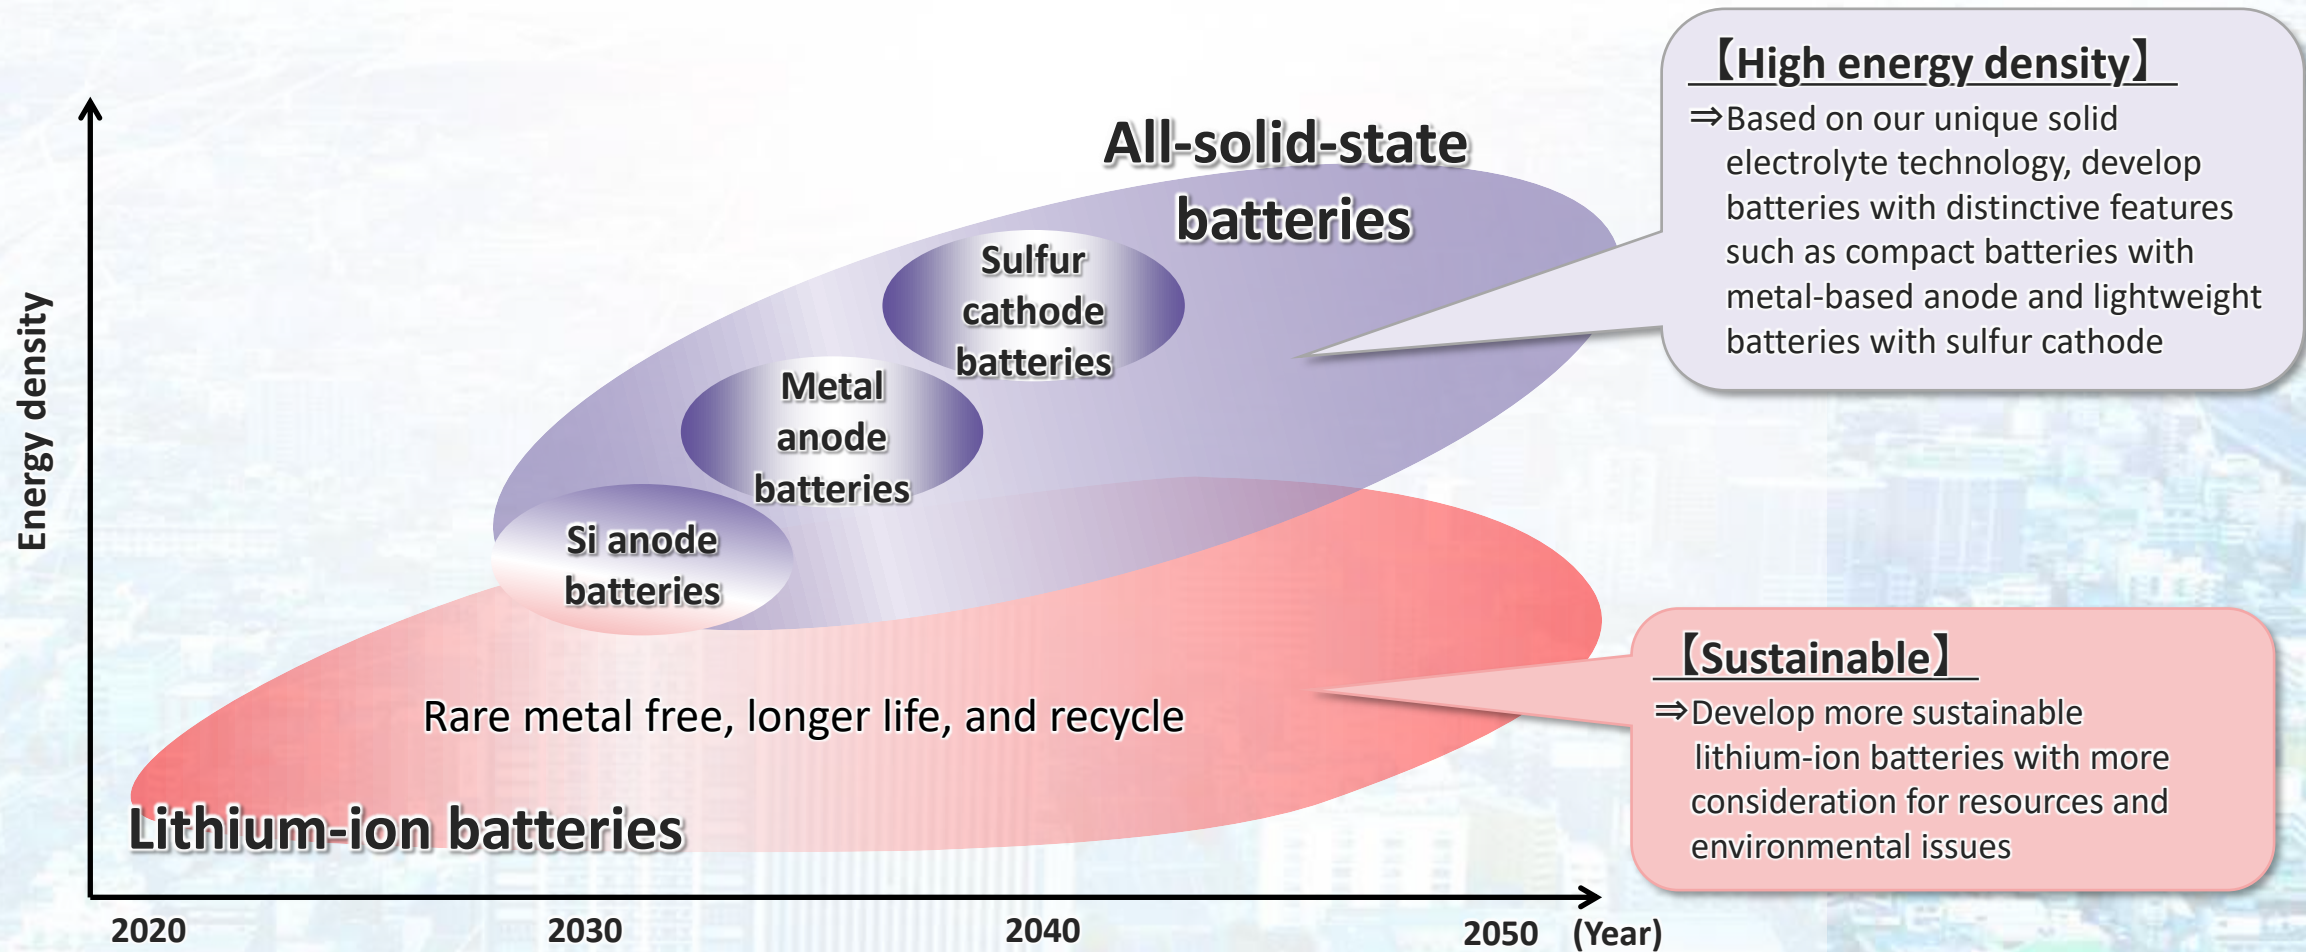 【High energy density】
⇒Based on our unique solid
electrolyte technology, develop
batteries with distinctive features
such as compact batteries with
metal-based anode and lightweight
batteries with sulfur cathode
All-solid-state
batteries
Sulfur
cathode
batteries
Metal
anode
batteries
Si anode
batteries
Energy density
Rare metal free, longer life, and recycle
Lithium-ion batteries
【Sustainable】
⇒Develop more sustainable
lithium-ion batteries with more
consideration for resources and
environmental issues
2020 2030 2040 2050 (Year)